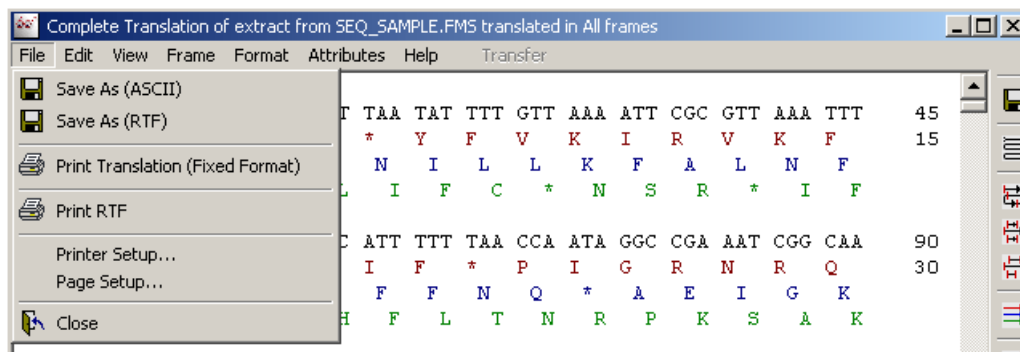 Complete Translation of extract from SEQ_SAMPLE.FMS translated in All frames
File Edit View Frame Format Attributes Help Transfer
Save As (ASCII)
Save As (RTF)
Print Translation (Fixed Format)
Print RTF
Printer Setup...
Page Setup...
Close
T TAA TAT TTT GTT AAA ATT CGC GTT AAA TTT 45
* Y F V K I R V K F 15
N I L L K F A L N F
L I F C * N S R * I F
C ATT TTT TAA CCA ATA GGC CGA AAT CGG CAA 90
I F * P I G R N R Q 30
F F N Q * A E I G K
H F L T N R P K S A K